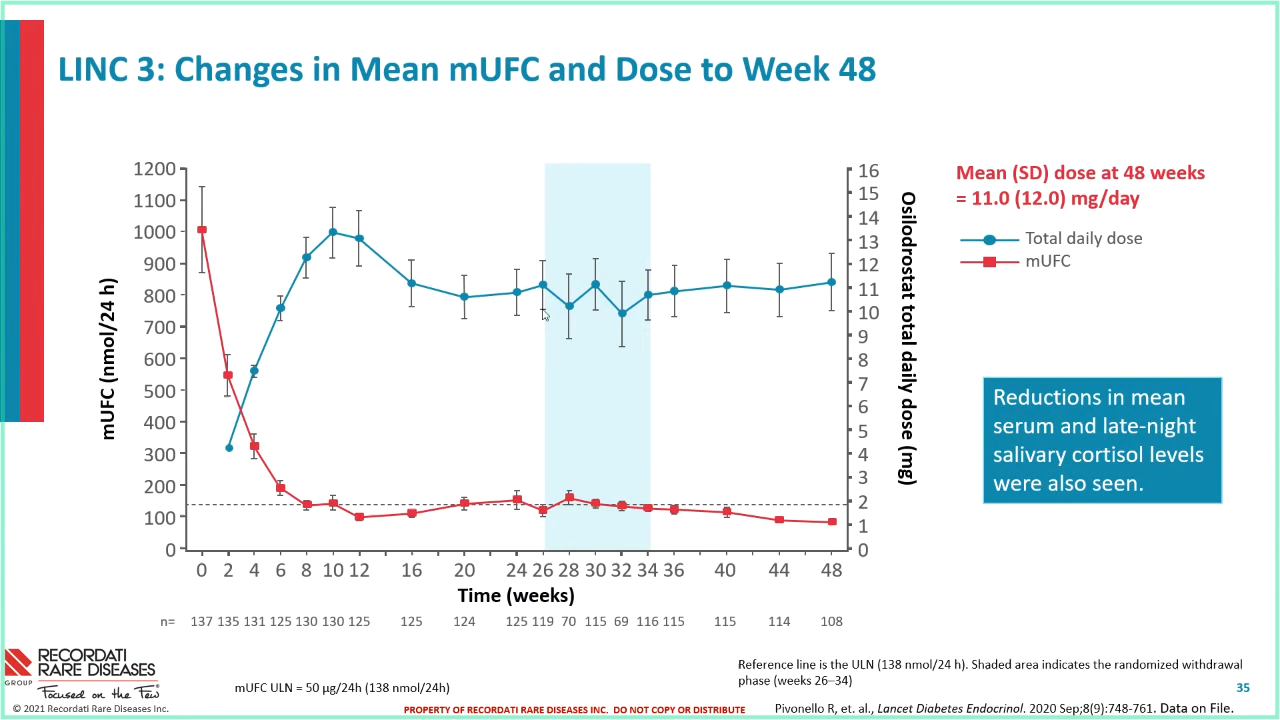 LINC 3: Changes in Mean mUFC and Dose to Week 48
1200
1100
1000
900
800
700
600
500
400
300
200
100
0
mUFC (nmol/24 h)
16
15
14
13
12
11
10
9
8
7
6
5
4
3
2
1
0
Osilodrostat total daily dose (mg)
0 2 4 6 8 10 12 16 20 24 26 28 30 32 34 36 40 44 48
Time (weeks)
n= 137 135 131 125 130 130 125 125 124 125 119 70 115 69 116 115 115 114 108
Mean (SD) dose at 48 weeks
= 11.0 (12.0) mg/day
Total daily dose
mUFC
Reductions in mean
serum and late-night
salivary cortisol levels
were also seen.
RECORDATI
RARE DISEASES
GROUP
Focused on the Few®
© 2021 Recordati Rare Diseases Inc.
mUFC ULN = 50 µg/24h (138 nmol/24h)
PROPERTY OF RECORDATI RARE DISEASES INC. DO NOT COPY OR DISTRIBUTE
Reference line is the ULN (138 nmol/24 h). Shaded area indicates the randomized withdrawal
phase (weeks 26–34)
35
Pivonello R, et. al., Lancet Diabetes Endocrinol. 2020 Sep;8(9):748-761. Data on File.